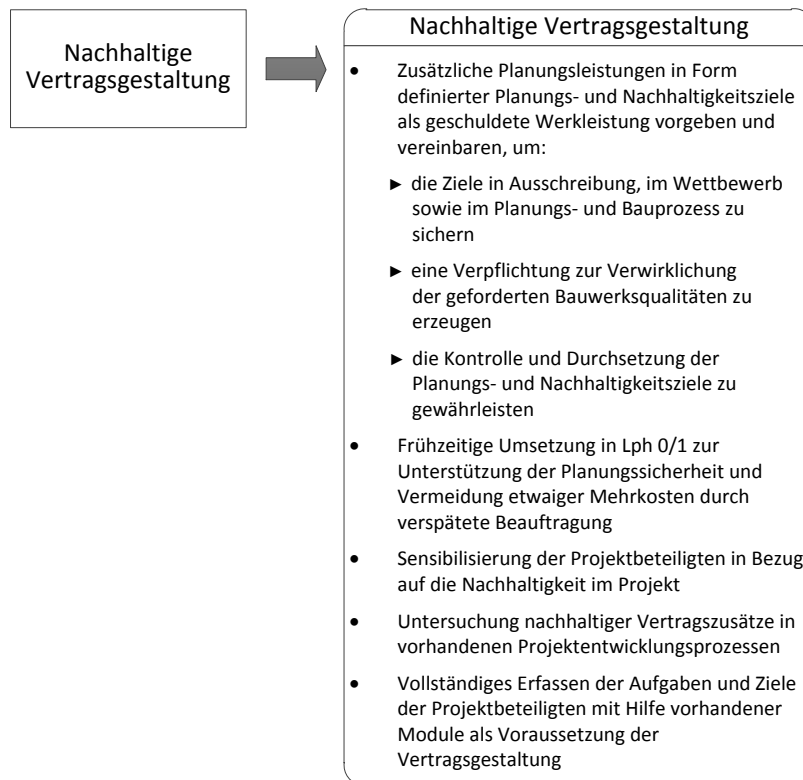 Nachhaltige
Vertragsgestaltung
Nachhaltige Vertragsgestaltung
• Zusätzliche Planungsleistungen in Form
definierter Planungs- und Nachhaltigkeitsziele
als geschuldete Werkleistung vorgeben und
vereinbaren, um:
► die Ziele in Ausschreibung, im Wettbewerb
sowie im Planungs- und Bauprozess zu
sichern
► eine Verpflichtung zur Verwirklichung
der geforderten Bauwerksqualitäten zu
erzeugen
► die Kontrolle und Durchsetzung der
Planungs- und Nachhaltigkeitsziele zu
gewährleisten
• Frühzeitige Umsetzung in Lph 0/1 zur
Unterstützung der Planungssicherheit und
Vermeidung etwaiger Mehrkosten durch
verspätete Beauftragung
• Sensibilisierung der Projektbeteiligten in Bezug
auf die Nachhaltigkeit im Projekt
• Untersuchung nachhaltiger Vertragszusätze in
vorhandenen Projektentwicklungsprozessen
• Vollständiges Erfassen der Aufgaben und Ziele
der Projektbeteiligten mit Hilfe vorhandener
Module als Voraussetzung der
Vertragsgestaltung